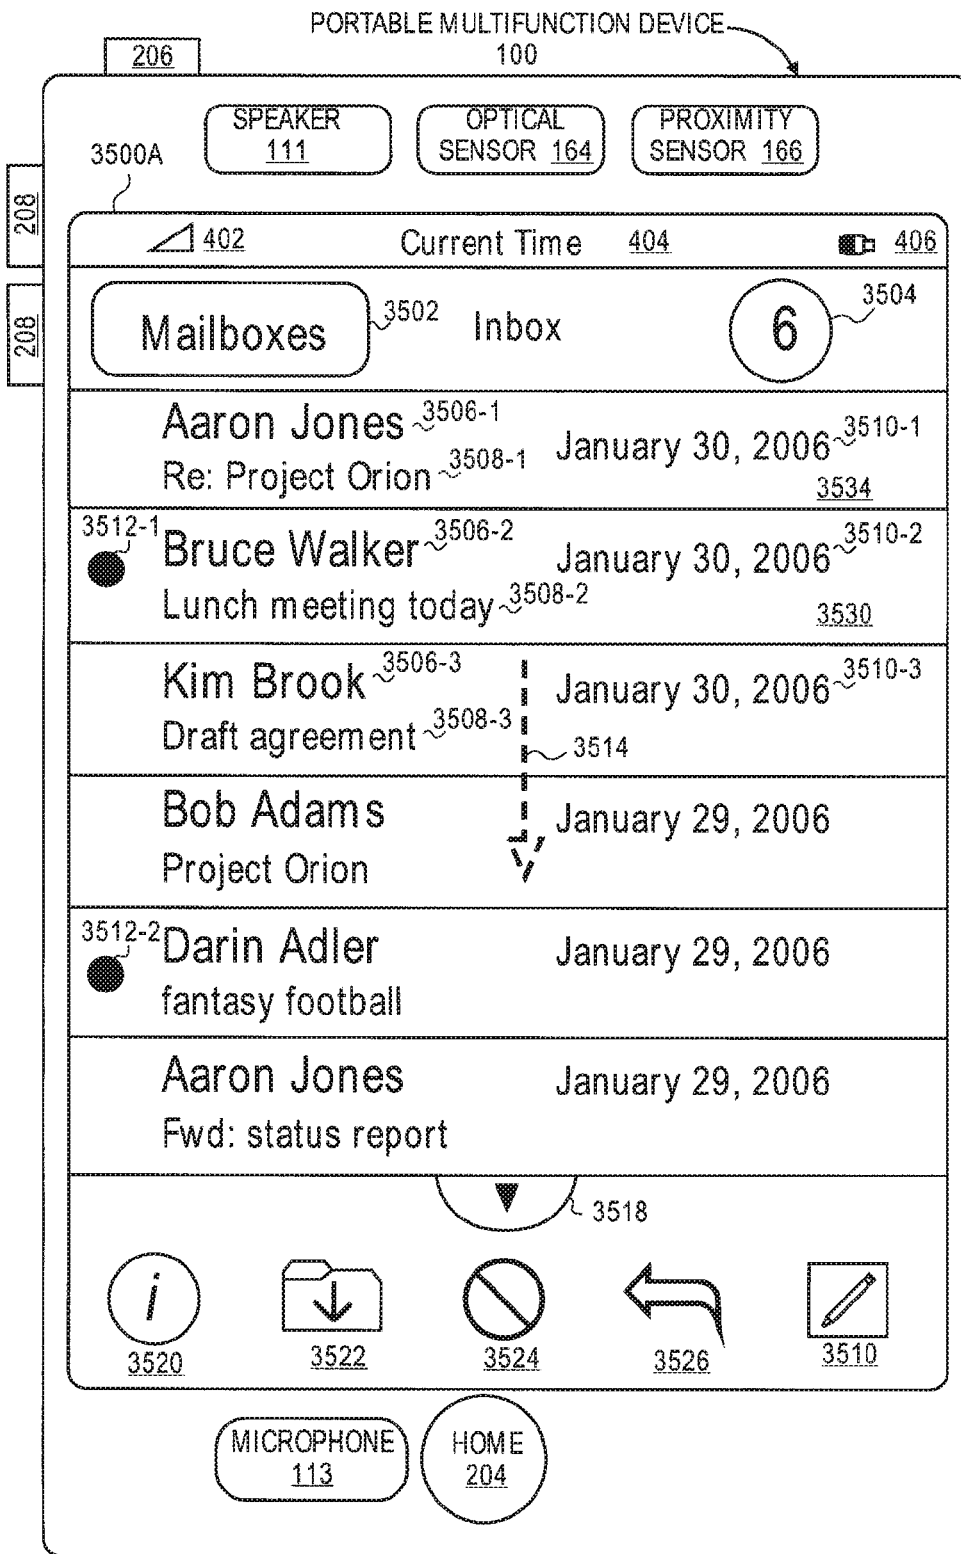 PORTABLE MULTIFUNCTION DEVICE
100
206
SPEAKER
111
OPTICAL
SENSOR 164
PROXIMITY
SENSOR 166
3500A
208
208
402 Current Time 404 406
Mailboxes 3502 Inbox 6 3504
Aaron Jones 3506-1
January 30, 2006 3510-1
Re: Project Orion 3508-1
3534
3512-1
Bruce Walker 3506-2
January 30, 2006 3510-2
Lunch meeting today 3508-2
3530
Kim Brook 3506-3
January 30, 2006 3510-3
Draft agreement 3508-3
3514
Bob Adams
January 29, 2006
Project Orion
3512-2
Darin Adler
January 29, 2006
fantasy football
Aaron Jones
January 29, 2006
Fwd: status report
3518
i
3520 3522 3524 3526 3510
MICROPHONE
113
HOME
204